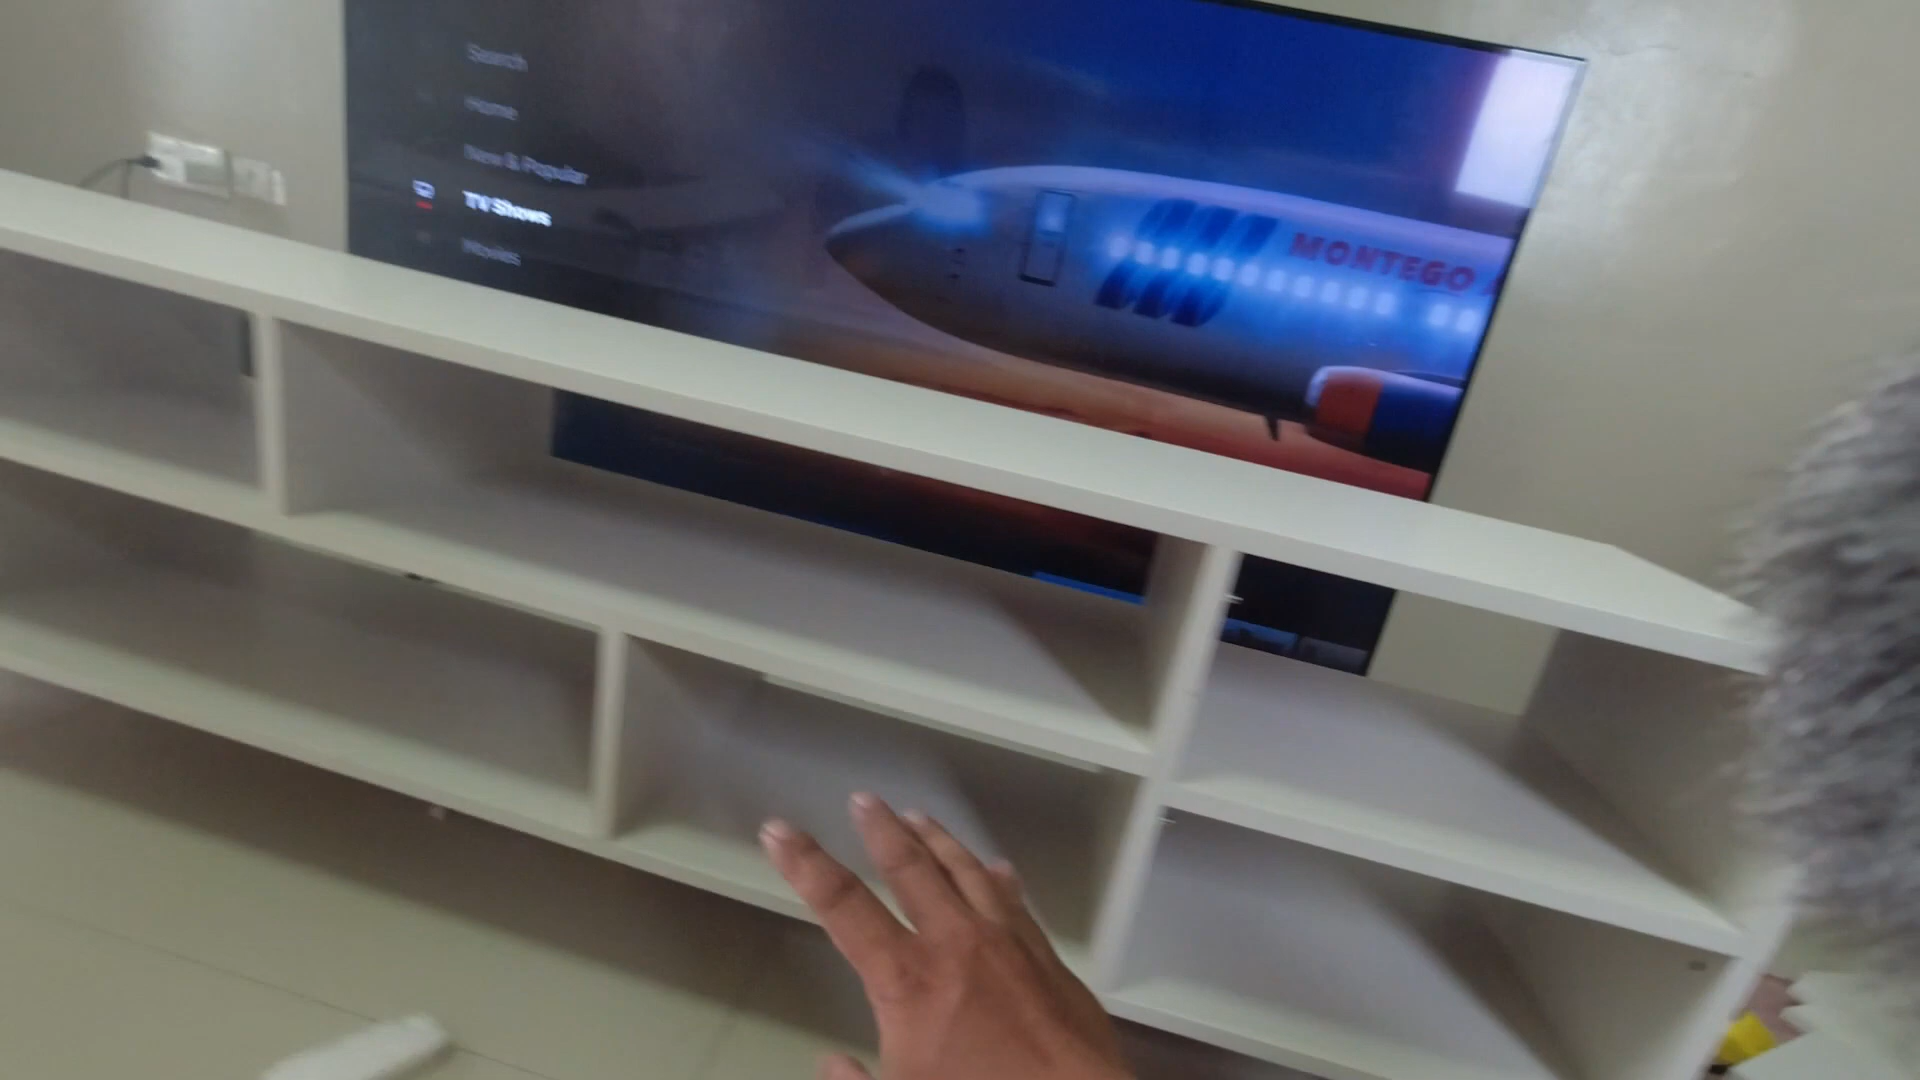 Search
Home
New & Popular
TV Shows
Movies
MONTEGO